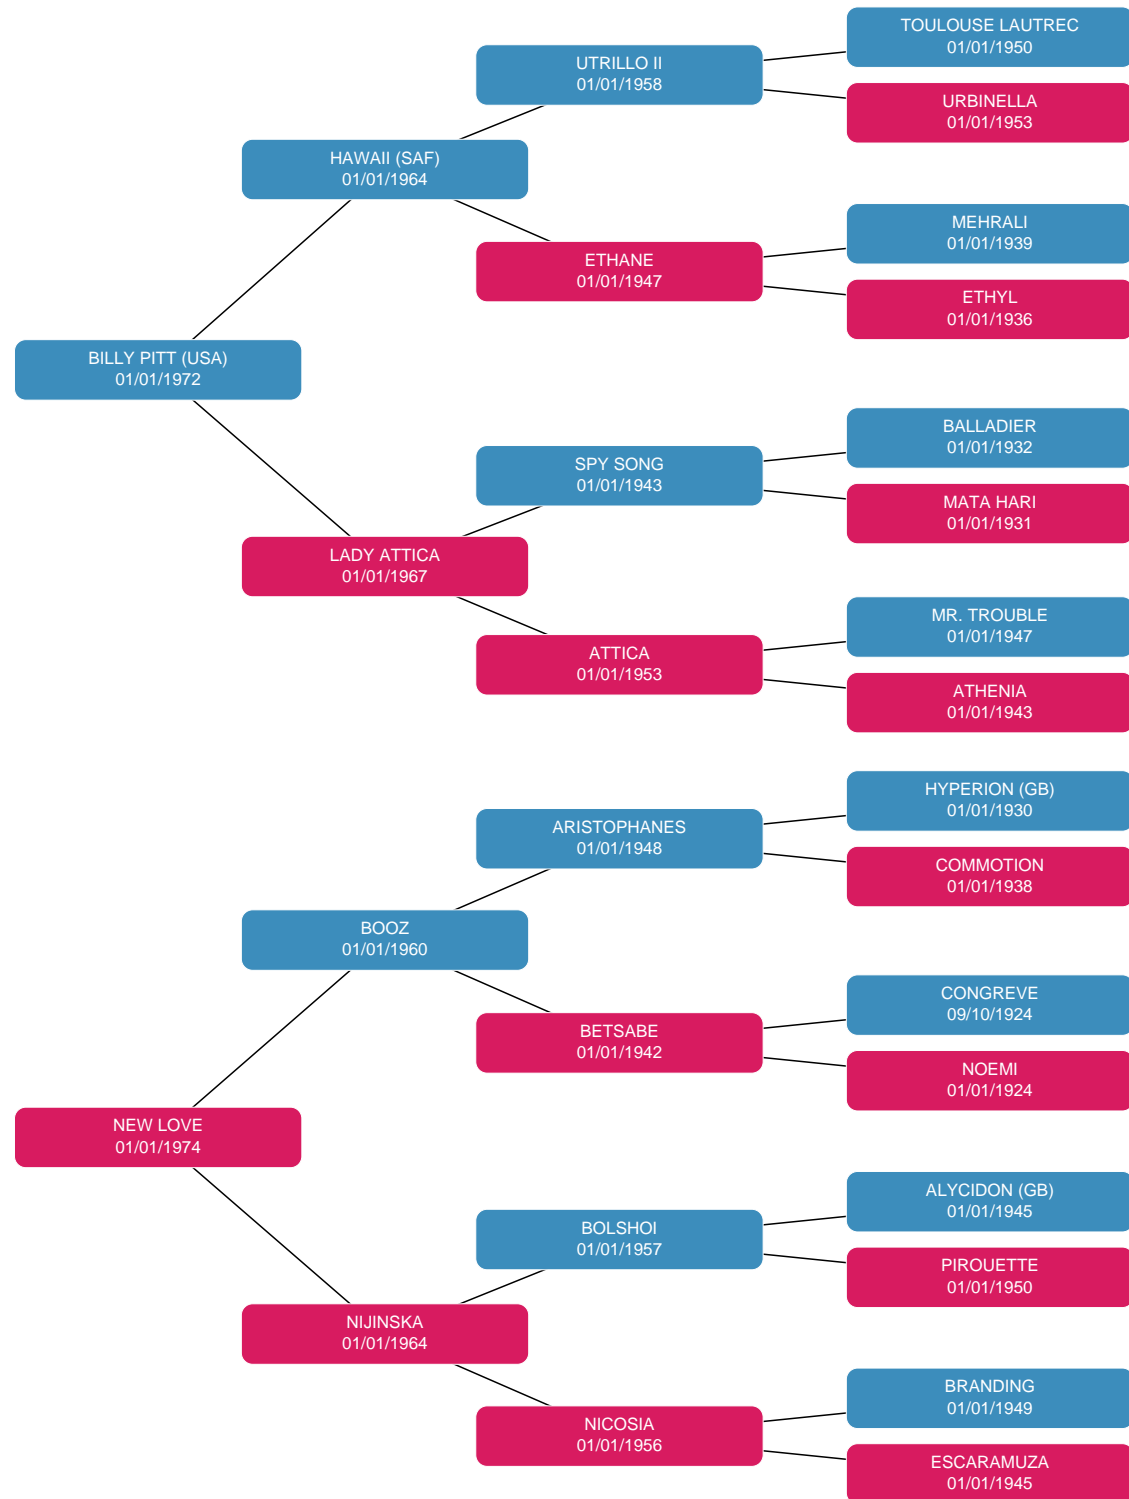 TOULOUSE LAUTREC
01/01/1950
UTRILLO II
01/01/1958
URBINELLA
01/01/1953
HAWAII (SAF)
01/01/1964
MEHRALI
01/01/1939
ETHANE
01/01/1947
ETHYL
01/01/1936
BILLY PITT (USA)
01/01/1972
BALLADIER
01/01/1932
SPY SONG
01/01/1943
MATA HARI
01/01/1931
LADY ATTICA
01/01/1967
MR. TROUBLE
01/01/1947
ATTICA
01/01/1953
ATHENIA
01/01/1943
HYPERION (GB)
01/01/1930
ARISTOPHANES
01/01/1948
COMMOTION
01/01/1938
BOOZ
01/01/1960
CONGREVE
09/10/1924
BETSABE
01/01/1942
NOEMI
01/01/1924
NEW LOVE
01/01/1974
ALYCIDON (GB)
01/01/1945
BOLSHOI
01/01/1957
PIROUETTE
01/01/1950
NIJINSKA
01/01/1964
BRANDING
01/01/1949
NICOSIA
01/01/1956
ESCARAMUZA
01/01/1945